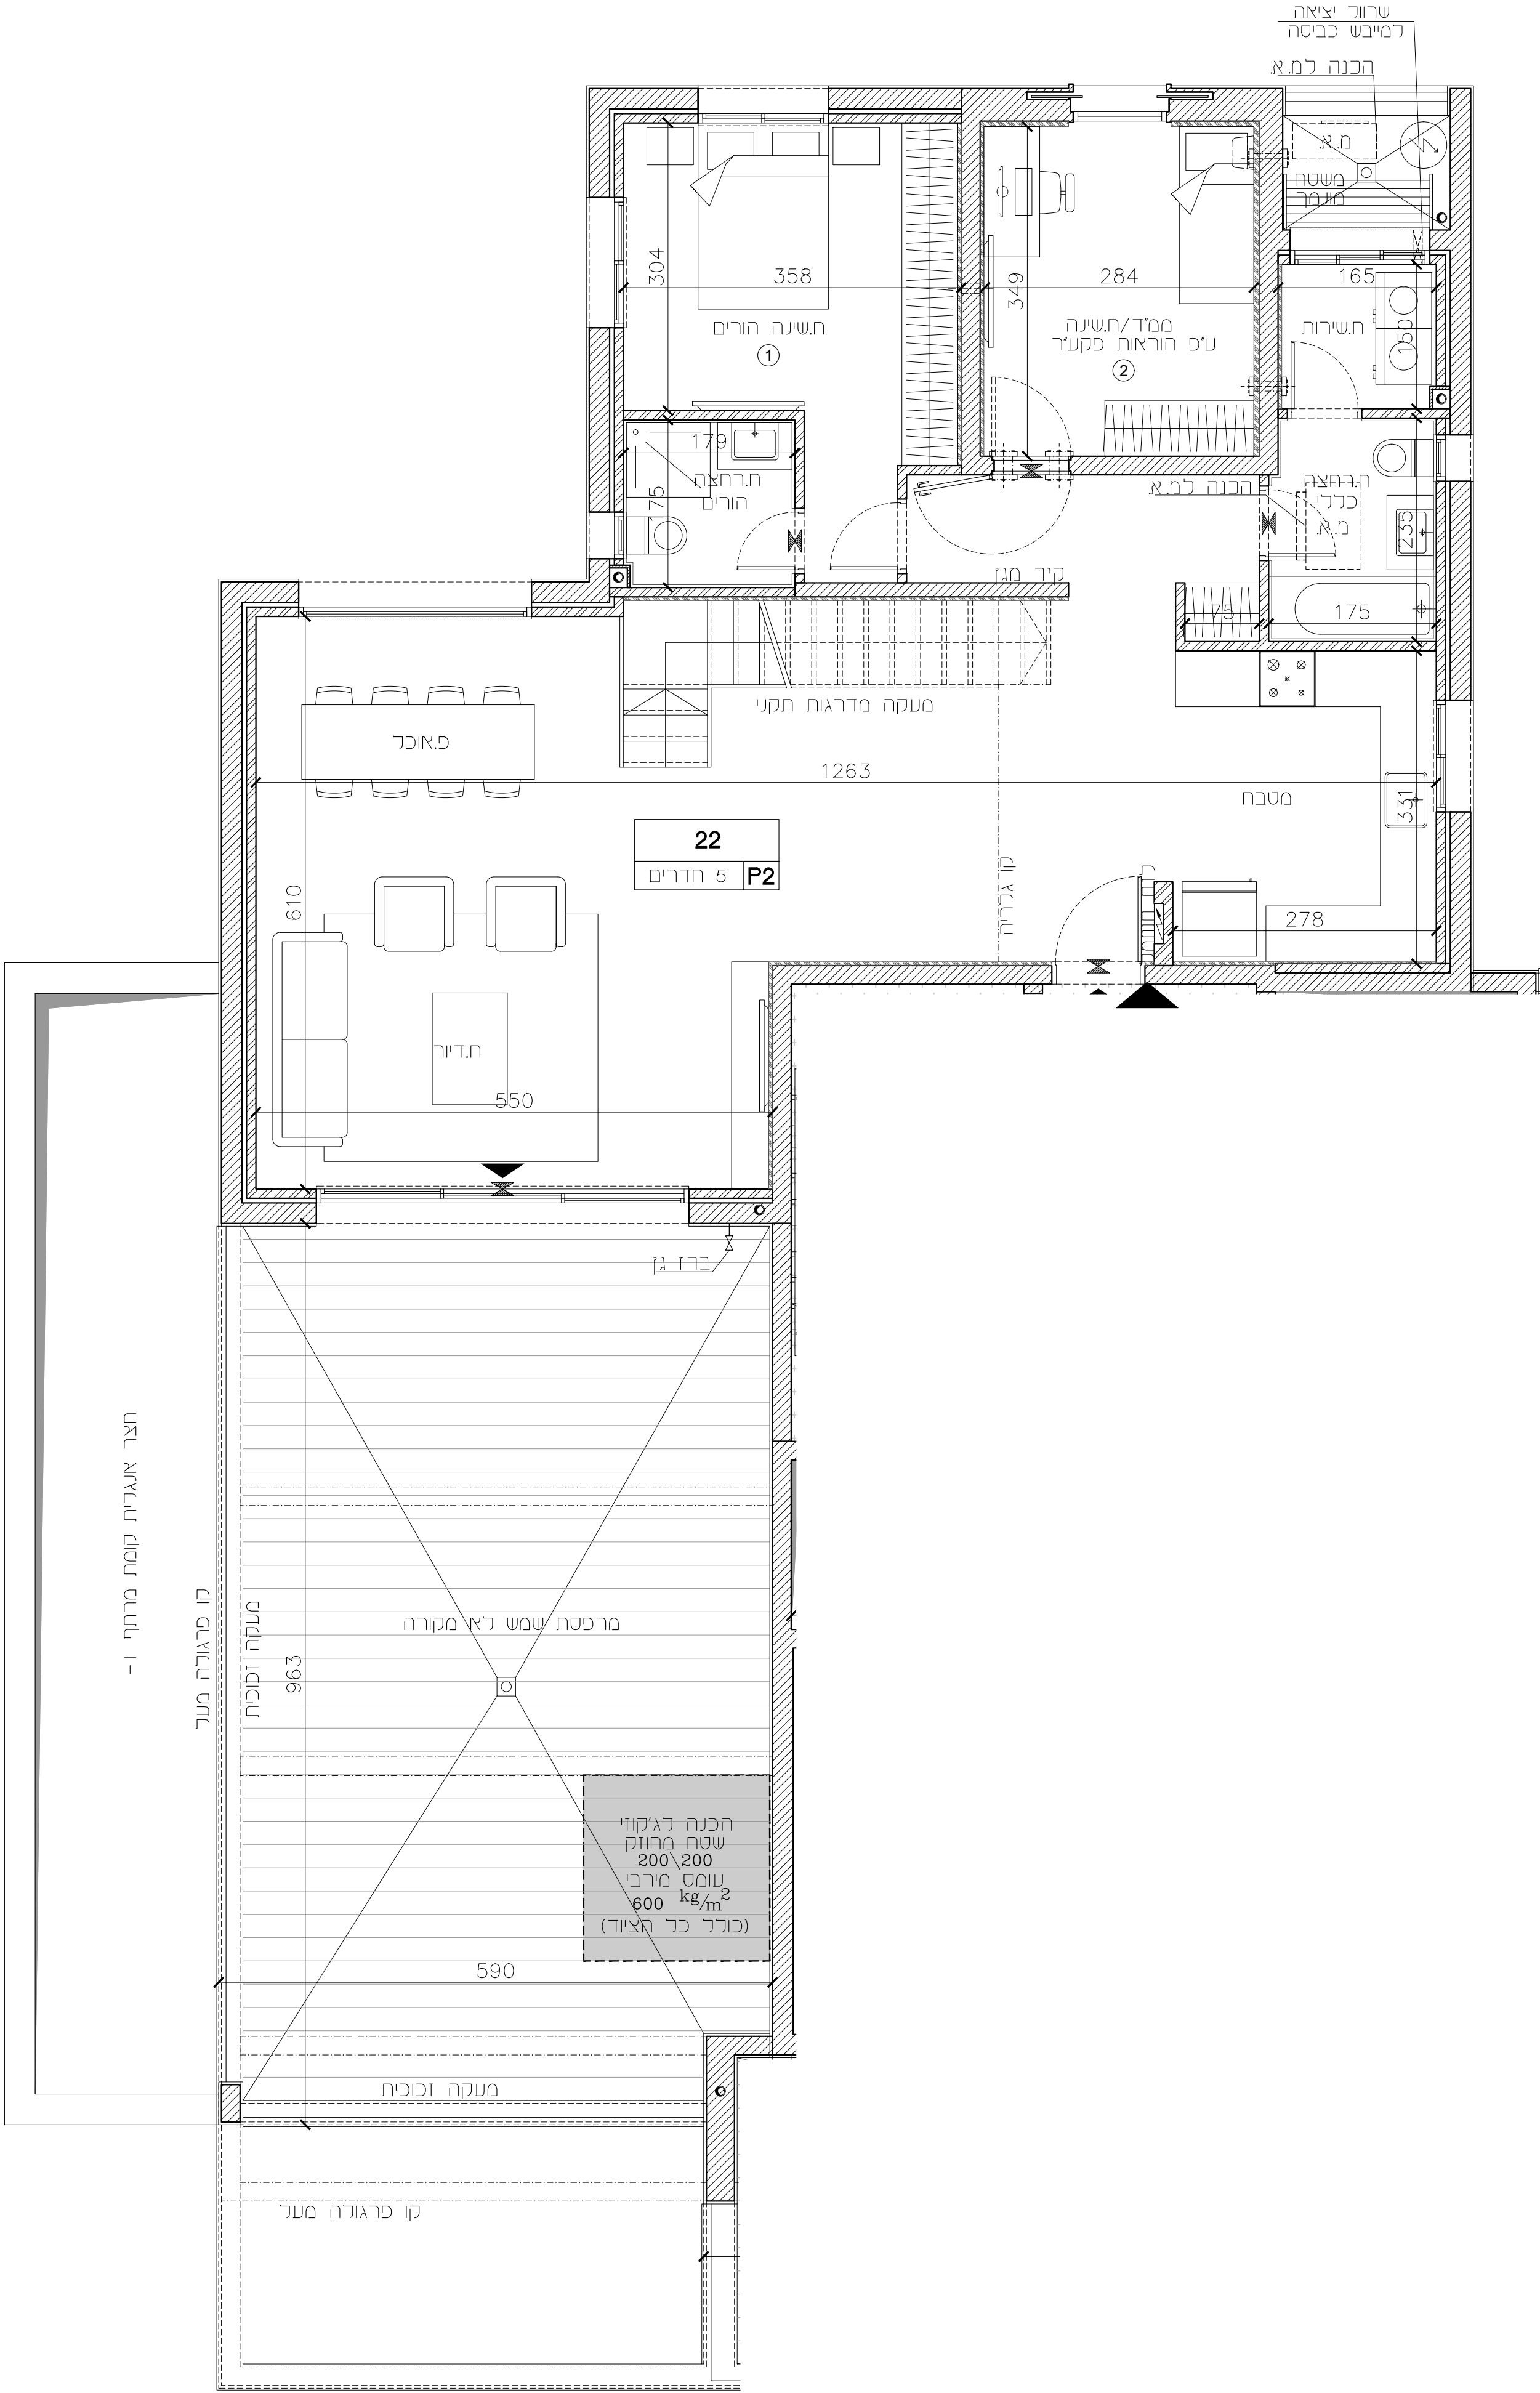 שרוול יציאה
למייבש כביסה
הכנה למ.א.
מ.א.
משטח
מונמך
304
358
349
284
165
150
ח.שינה הורים
1
ממ"ד/ח.שינה
ע"פ הוראות פקע"ר
2
ח.שירות
179
ח.רחצה
הורים
175
הכנה למ.א.
ח.רחצה
כללי
מ.א.
235
קיר מגן
75
175
מעקה מדרגות תקני
פ.אוכל
1263
מטבח
331
22
5 חדרים
P2
קו גלריה
610
278
ח.דיור
550
ברז גן
חצר אנגלית קומת מרתף 1-
קו פרגולה מעל
מעקה זכוכית
963
מרפסת שמש לא מקורה
הכנה לג'קוזי
שטח מחוזק
200\200
עומס מירבי
600 kg/m²
(כולל כל הציוד)
590
מעקה זכוכית
קו פרגולה מעל